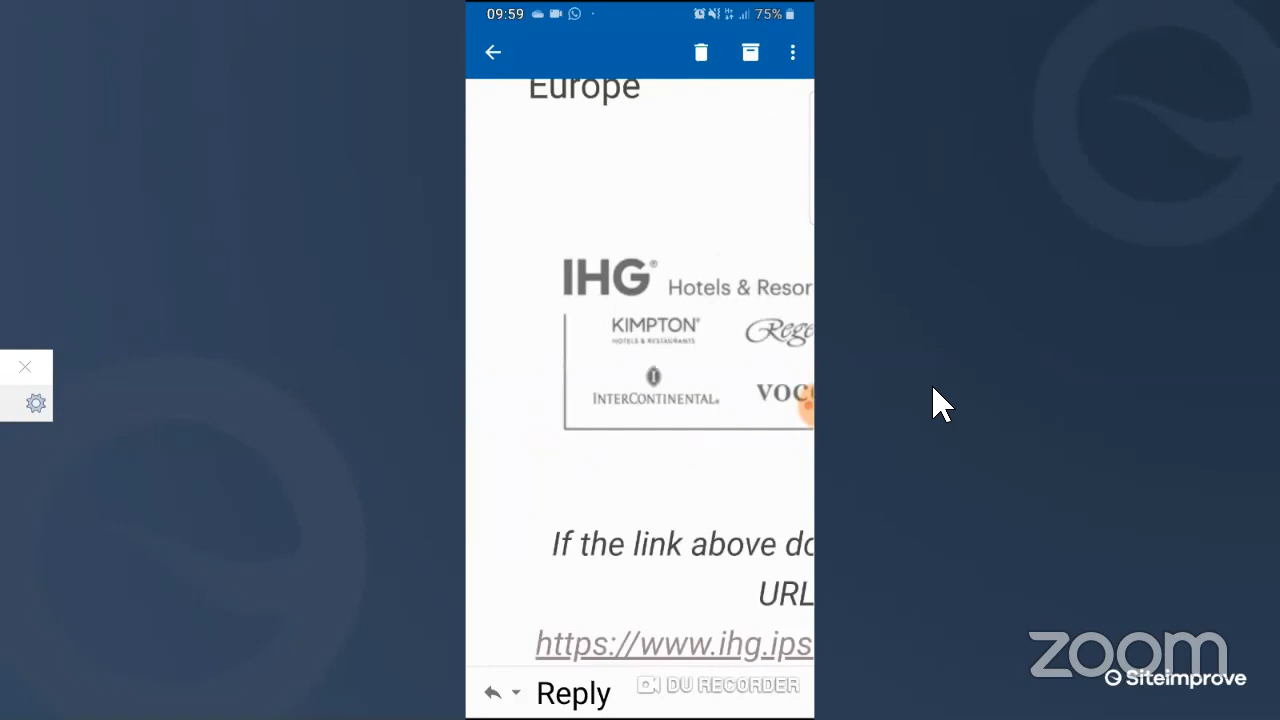 09:59
75%
Europe
IHG® Hotels & Resor
KIMPTON®
HOTELS & RESTAURANTS
Rege
INTERCONTINENTAL®
VOC
If the link above do
URL
https://www.ihg.ips
Reply
DU RECORDER
zoom
Siteimprove